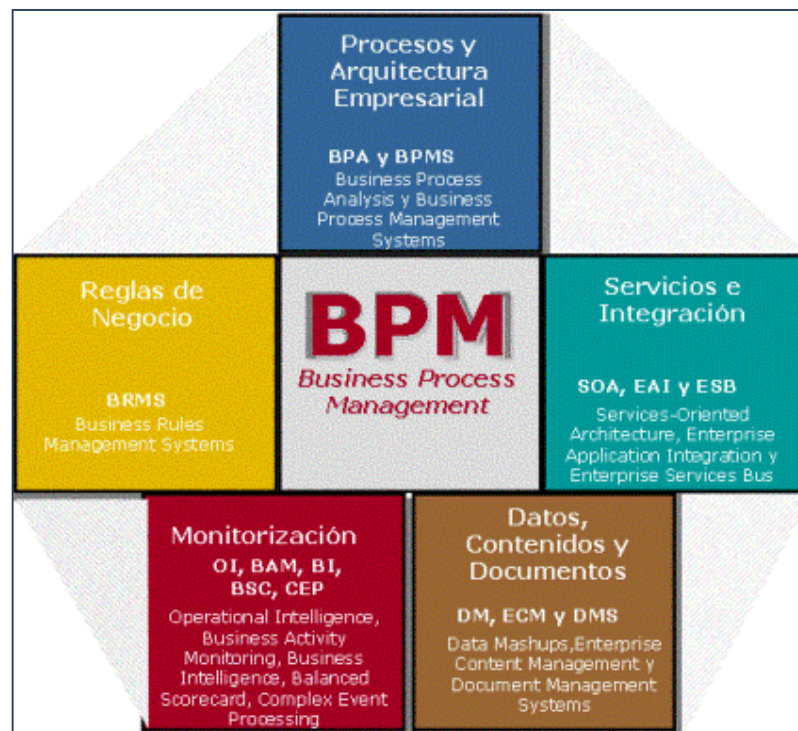 Procesos y
Arquitectura
Empresarial
BPA y BPMS
Business Process
Analysis y Business
Process Management
Systems
Reglas de
Negocio
BRMS
Business Rules
Management Systems
BPM
Business Process
Management
Servicios e
Integración
SOA, EAI y ESB
Services-Oriented
Architecture, Enterprise
Application Integration y
Enterprise Services Bus
Monitorización
OI, BAM, BI,
BSC, CEP
Operational Intelligence,
Business Activity
Monitoring, Business
Intelligence, Balanced
Scorecard, Complex Event
Processing
Datos,
Contenidos y
Documentos
DM, ECM y DMS
Data Mashups,Enterprise
Content Management y
Document Management
Systems